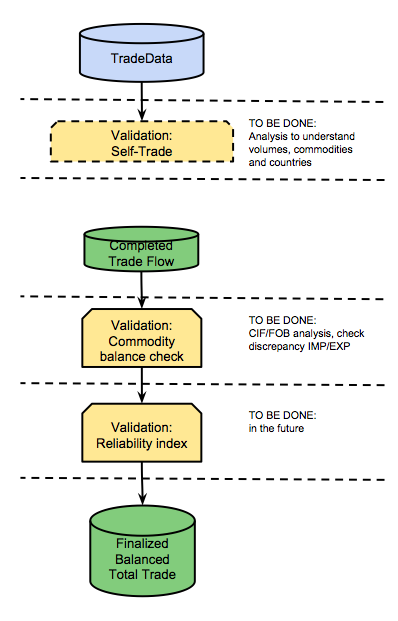 TradeData
Validation:
Self-Trade
TO BE DONE:
Analysis to understand
volumes, commodities
and countries
Completed
Trade Flow
Validation:
Commodity
balance check
TO BE DONE:
CIF/FOB analysis, check
discrepancy IMP/EXP
Validation:
Reliability index
TO BE DONE:
in the future
Finalized
Balanced
Total Trade